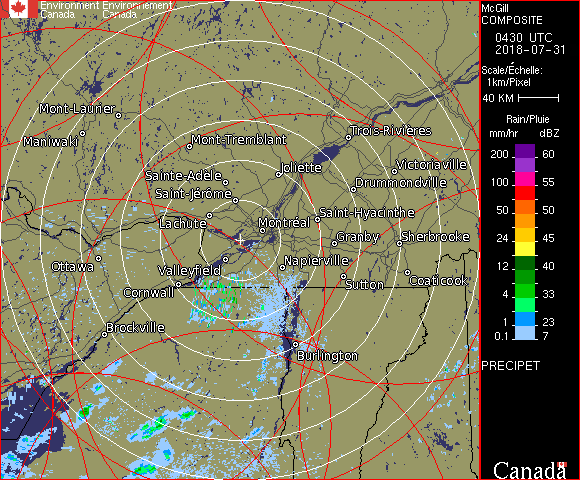 Environment Environnement
Canada Canada
Mont-Laurier
Maniwaki
Mont-Tremblant
Trois-Rivières
Joliette
Victoriaville
Sainte-Adèle
Drummondville
Saint-Jérôme
Lachute
Saint-Hyacinthe
Montréal
Granby
Sherbrooke
Ottawa
Valleyfield
Napierville
Cornwall
Sutton
Coaticook
Brockville
Burlington
McGill
COMPOSITE
0430 UTC
2018-07-31
Scale/Échelle:
1km/Pixel
40 KM
Rain/Pluie
mm/hr dBZ
200 60
150 57
100 55
50 50
24 45
12 40
4 33
1 23
0.1 7
PRECIPET
Canada